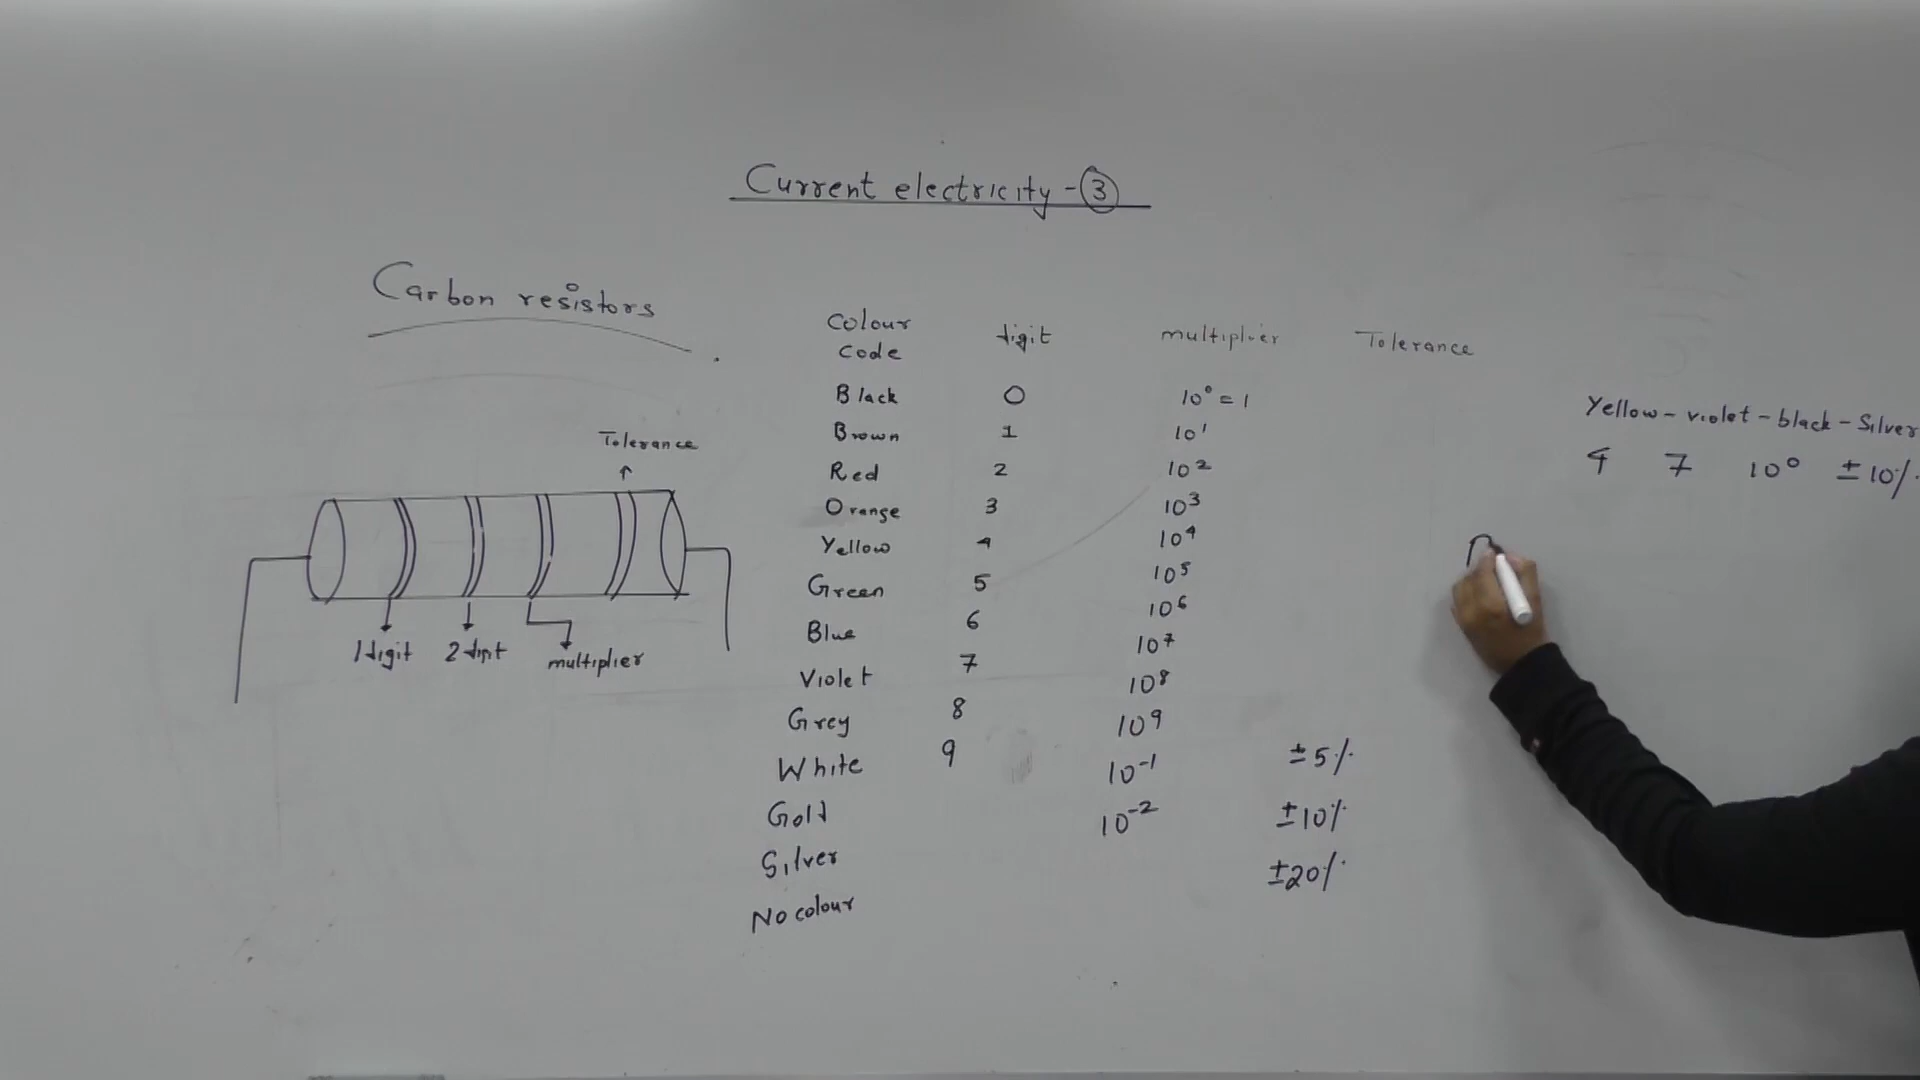 Current electricity - 3
Carbon resistors
Colour code digit multiplier Tolerance
Black 0 10⁰ = 1
Brown 1 10¹
Red 2 10²
Orange 3 10³
Yellow 4 10⁴
Green 5 10⁵
Blue 6 10⁶
Violet 7 10⁷
Grey 8 10⁸
White 9 10⁹
Gold 10⁻¹ ±5%
Silver 10⁻² ±10%
No colour ±20%
Tolerance
1 digit 2 digit multiplier
Yellow - violet - black - Silver
4 7 10⁰ ±10%